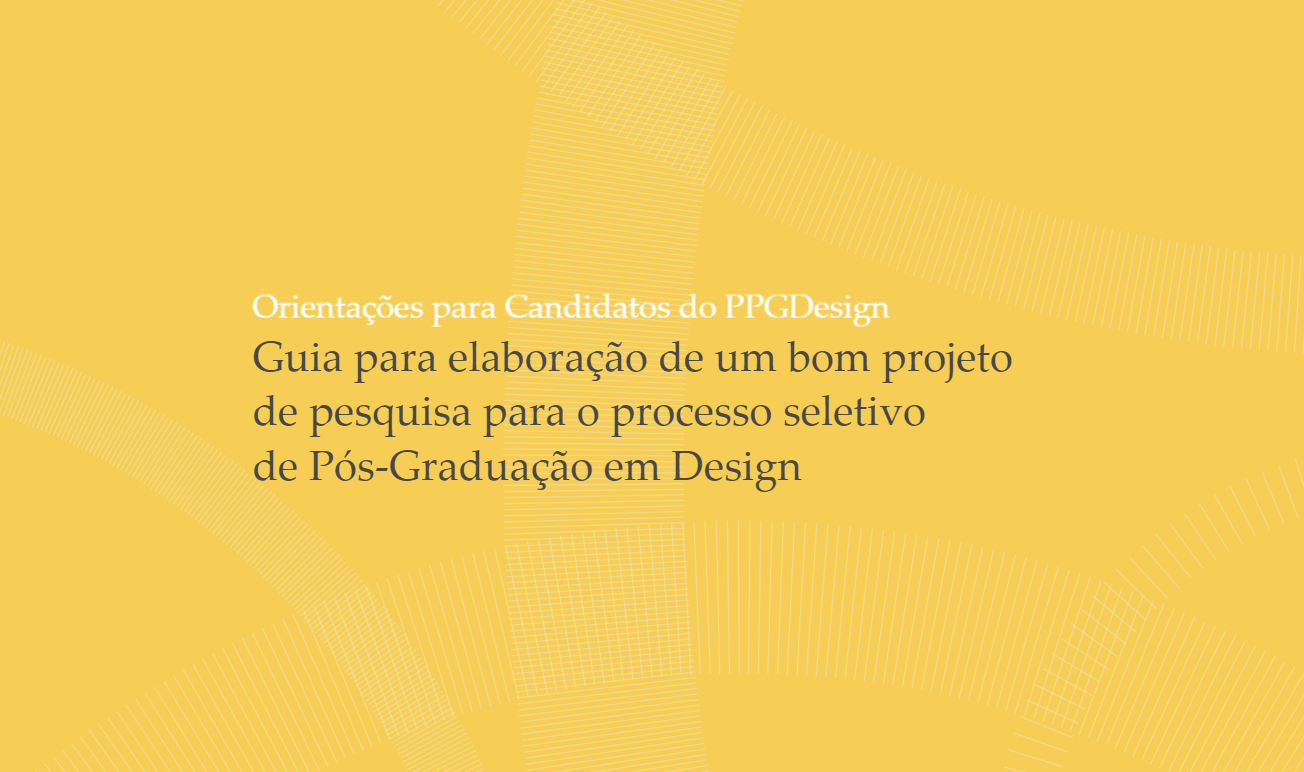 Orientações para Candidatos do PPGDesign
Guia para elaboração de um bom projeto
de pesquisa para o processo seletivo
de Pós-Graduação em Design